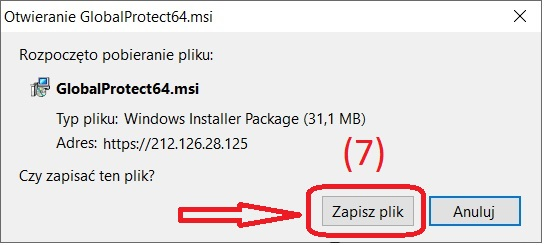 Otwieranie GlobalProtect64.msi
Rozpoczęto pobieranie pliku:
GlobalProtect64.msi
Typ pliku: Windows Installer Package (31,1 MB)
Adres: https://212.126.28.125
(7)
Czy zapisać ten plik?
Zapisz plik
Anuluj